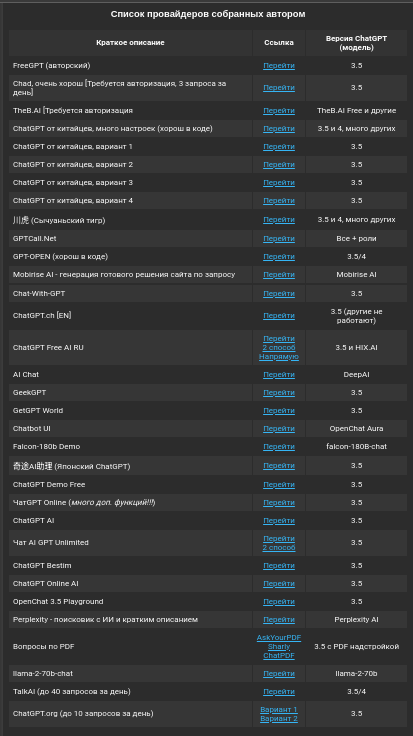 Список провайдеров собранных автором
Краткое описание Ссылка Версия ChatGPT (модель)
FreeGPT (авторский) Перейти 3.5
Chad, очень хорош [Требуется авторизация, 3 запроса за день] Перейти 3.5
TheB.AI [Требуется авторизация Перейти TheB.AI Free и другие
ChatGPT от китайцев, много настроек (хорош в коде) Перейти 3.5 и 4, много других
ChatGPT от китайцев, вариант 1 Перейти 3.5
ChatGPT от китайцев, вариант 2 Перейти 3.5
ChatGPT от китайцев, вариант 3 Перейти 3.5
ChatGPT от китайцев, вариант 4 Перейти 3.5
川虎 (Сычуаньский тигр) Перейти 3.5 и 4, много других
GPTCall.Net Перейти Все + роли
GPT-OPEN (хорош в коде) Перейти 3.5/4
Mobirise AI - генерация готового решения сайта по запросу Перейти Mobirise AI
Chat-With-GPT Перейти 3.5
ChatGPT.ch [EN] Перейти 3.5 (другие не работают)
ChatGPT Free AI RU Перейти 2 способ Напрямую 3.5 и HIX.AI
AI Chat Перейти DeepAI
GeekGPT Перейти 3.5
GetGPT World Перейти 3.5
Chatbot UI Перейти OpenChat Aura
Falcon-180b Demo Перейти falcon-180B-chat
奇途AI助理 (Японский ChatGPT) Перейти 3.5
ChatGPT Demo Free Перейти 3.5
ЧатGPT Online (много доп. функций!!!) Перейти 3.5
ChatGPT AI Перейти 3.5
Чат AI GPT Unlimited Перейти 2 способ 3.5
ChatGPT Bestim Перейти 3.5
ChatGPT Online AI Перейти 3.5
OpenChat 3.5 Playground Перейти 3.5
Perplexity - поисковик с ИИ и кратким описанием Перейти Perplexity AI
Вопросы по PDF AskYourPDF Sharly ChatPDF 3.5 с PDF надстройкой
llama-2-70b-chat Перейти llama-2-70b
TalkAI (до 40 запросов за день) Перейти 3.5/4
ChatGPT.org (до 10 запросов за день) Вариант 1 Вариант 2 3.5